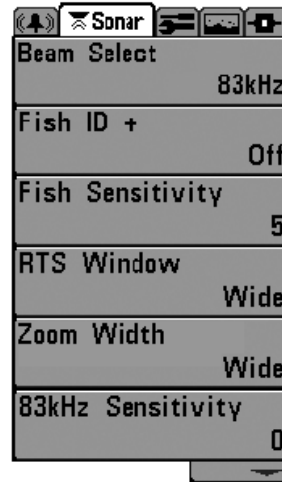 Sonar
Beam Select
83kHz
Fish ID +
Off
Fish Sensitivity
5
RTS Window
Wide
Zoom Width
Wide
83kHz Sensitivity
0